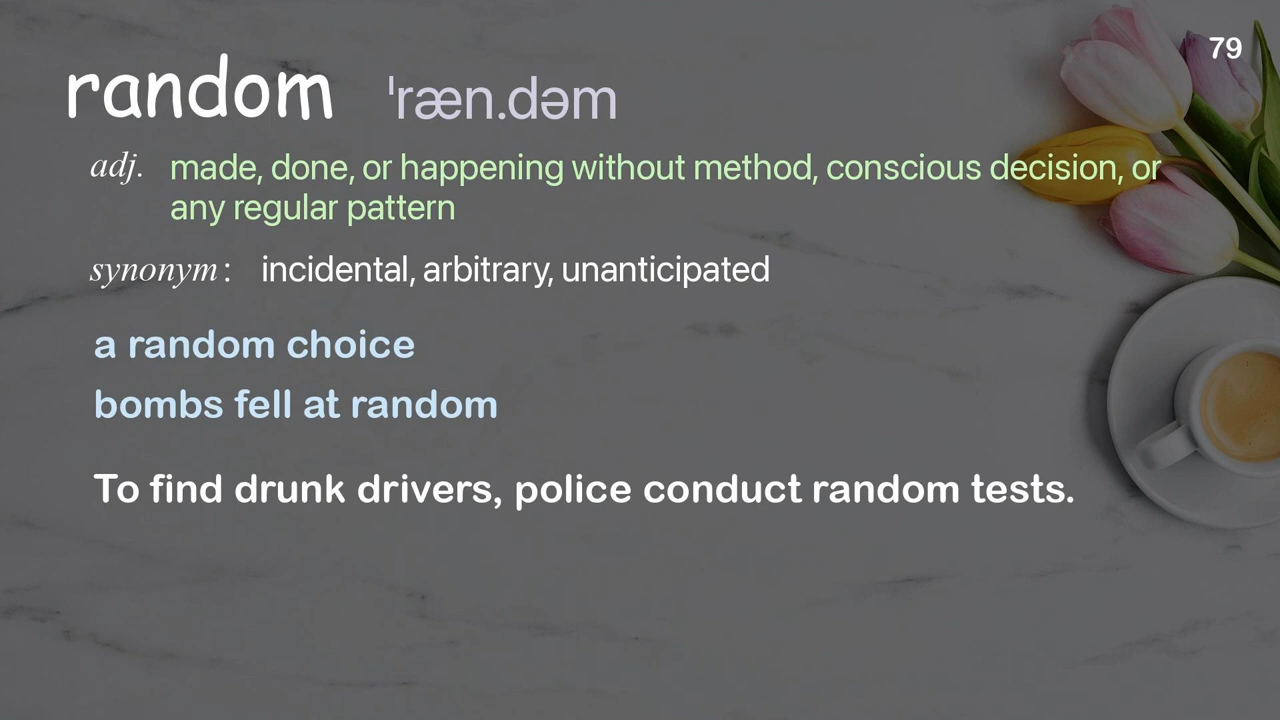 79
random ˈræn.dəm
adj. made, done, or happening without method, conscious decision, or
any regular pattern
synonym : incidental, arbitrary, unanticipated
a random choice
bombs fell at random
To find drunk drivers, police conduct random tests.